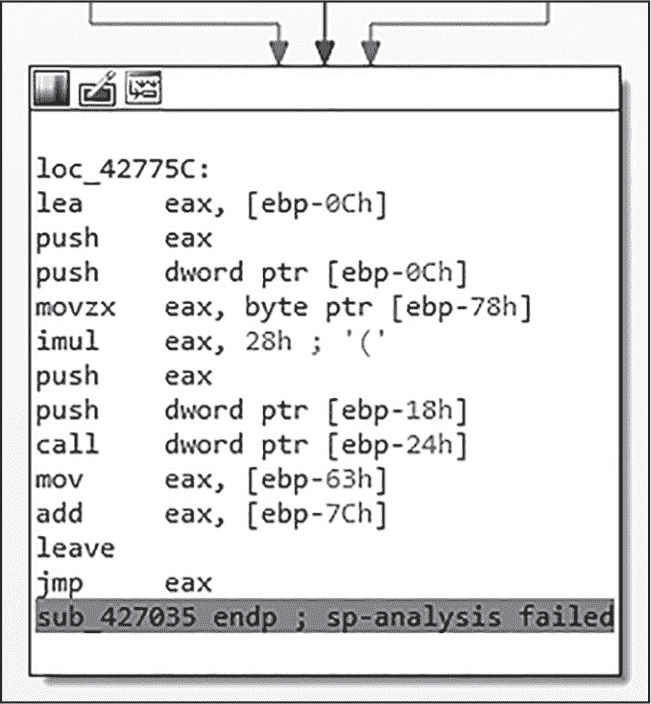 loc_42775C:
lea eax, [ebp-0Ch]
push eax
push dword ptr [ebp-0Ch]
movzx eax, byte ptr [ebp-78h]
imul eax, 28h ; '('
push eax
push dword ptr [ebp-18h]
call dword ptr [ebp-24h]
mov eax, [ebp-63h]
add eax, [ebp-7Ch]
leave
jmp eax
sub_427035 endp ; sp-analysis failed